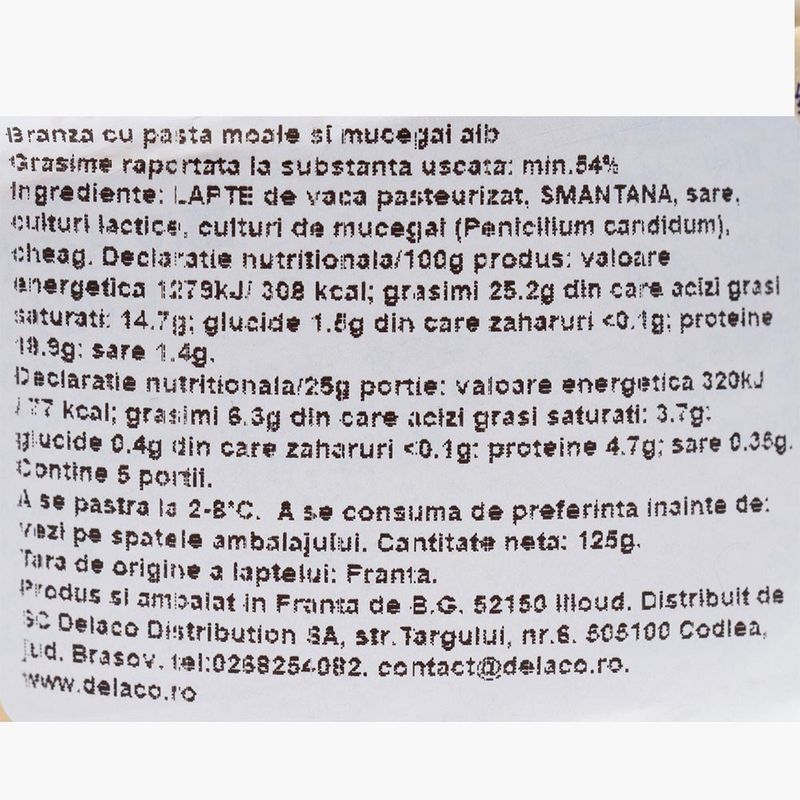 Branza cu pasta moale si mucegai alb
Grasime raportata la substanta uscata: min.54%
Ingrediente: LAPTE de vaca pasteurizat, SMANTANA, sare,
culturi lactice, culturi de mucegai (Penicillium candidum),
cheag. Declaratie nutritionala/100g produs: valoare
energetica 1279kJ/ 308 kcal; grasimi 25.2g din care acizi grasi
saturati: 14.7g; glucide 1.5g din care zaharuri <0.1g; proteine
18.9g; sare 1.4g.
Declaratie nutritionala/25g portie: valoare energetica 320kJ
/ 77 kcal; grasimi 6.3g din care acizi grasi saturati: 3.7g;
glucide 0.4g din care zaharuri <0.1g; proteine 4.7g; sare 0.35g.
Contine 5 portii.
A se pastra la 2-8°C. A se consuma de preferinta inainte de:
vezi pe spatele ambalajului. Cantitate neta: 125g.
Tara de origine a laptelui: Franta.
Produs si ambalat in Franta de B.G. 52150 Illoud. Distribuit de
SC Delaco Distribution SA, str.Targului, nr.6. 505100 Codlea,
jud. Brasov. tel:0268254082. contact@delaco.ro.
www.delaco.ro